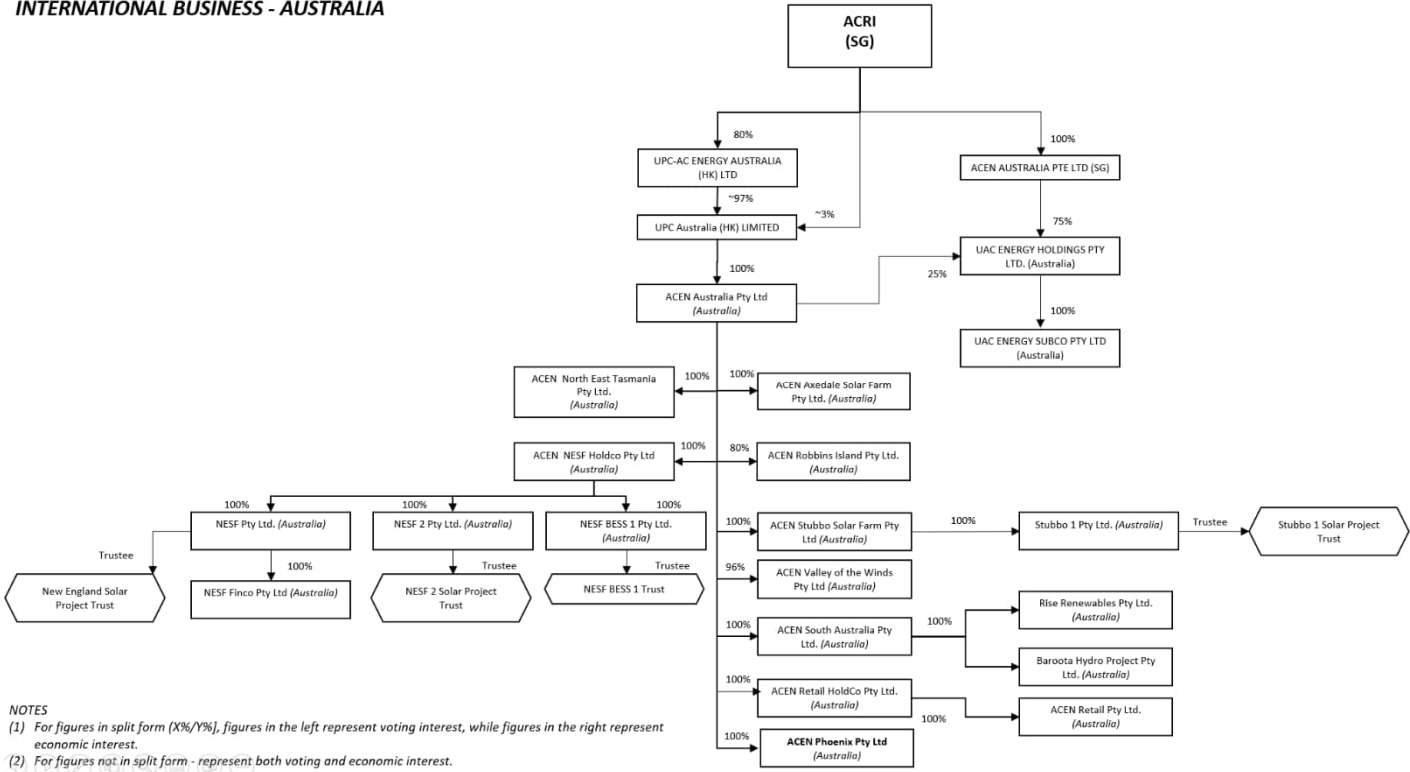 INTERNATIONAL BUSINESS - AUSTRALIA
ACRI
(SG)
80%
100%
UPC-AC ENERGY AUSTRALIA
(HK) LTD
ACEN AUSTRALIA PTE LTD (SG)
~97%
~3%
75%
UPC Australia (HK) LIMITED
UAC ENERGY HOLDINGS PTY
LTD. (Australia)
100%
25%
ACEN Australia Pty Ltd
(Australia)
100%
UAC ENERGY SUBCO PTY LTD
(Australia)
ACEN North East Tasmania
Pty Ltd.
(Australia)
100%
100%
ACEN Axedale Solar Farm
Pty Ltd. (Australia)
ACEN NESF Holdco Pty Ltd
(Australia)
100%
80%
ACEN Robbins Island Pty Ltd.
(Australia)
100%
100%
100%
NESF Pty Ltd. (Australia)
NESF 2 Pty Ltd. (Australia)
NESF BESS 1 Pty Ltd.
(Australia)
100%
ACEN Stubbo Solar Farm Pty
Ltd (Australia)
100%
Stubbo 1 Pty Ltd. (Australia)
Trustee
Stubbo 1 Solar Project
Trust
Trustee
100%
Trustee
Trustee
New England Solar
Project Trust
NESF Finco Pty Ltd (Australia)
NESF 2 Solar Project
Trust
NESF BESS 1 Trust
96%
ACEN Valley of the Winds
Pty Ltd (Australia)
100%
ACEN South Australia Pty
Ltd. (Australia)
100%
Rise Renewables Pty Ltd.
(Australia)
Baroota Hydro Project Pty
Ltd. (Australia)
100%
ACEN Retail HoldCo Pty Ltd.
(Australia)
100%
ACEN Retail Pty Ltd.
(Australia)
100%
ACEN Phoenix Pty Ltd
(Australia)
NOTES
(1) For figures in split form (X%/Y%], figures in the left represent voting interest, while figures in the right represent
economic interest.
(2) For figures not in split form - represent both voting and economic interest.